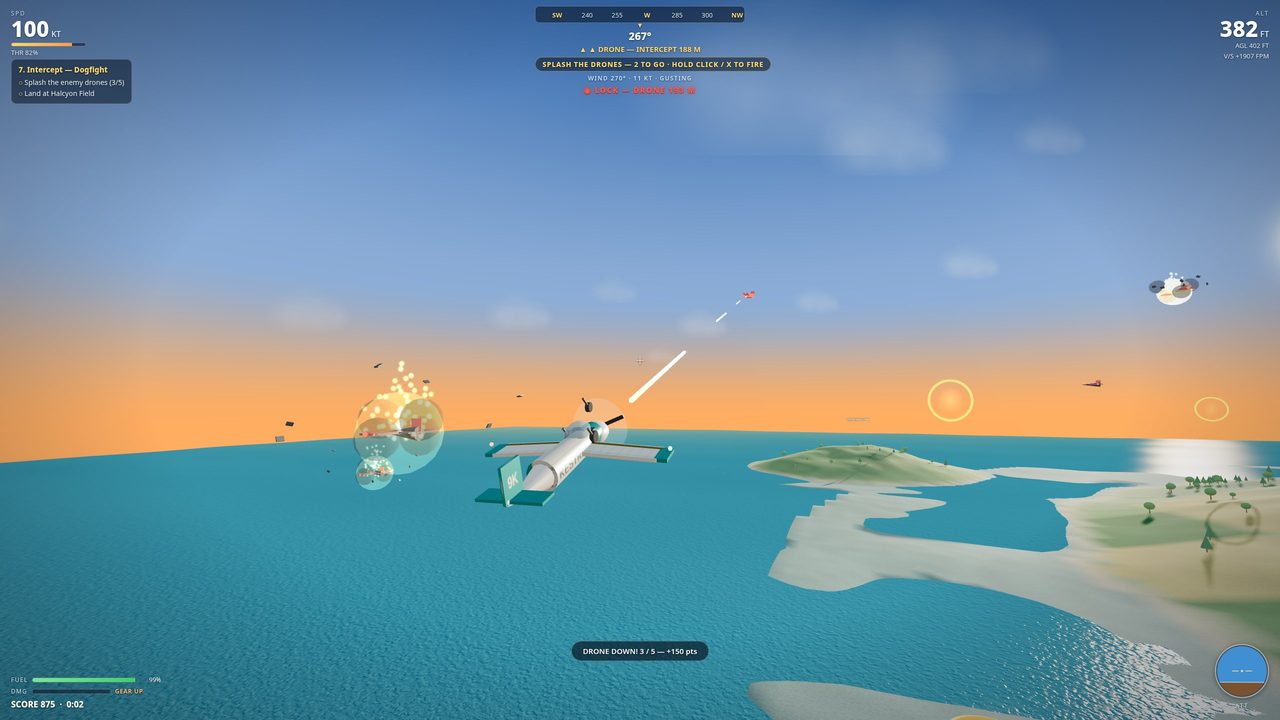 SPD
100 KT
THR 82%
7. Intercept — Dogfight
○ Splash the enemy drones (3/5)
○ Land at Halcyon Field
SW 240 255 W 285 300 NW
267°
▲ ▲ DRONE — INTERCEPT 188 M
SPLASH THE DRONES — 2 TO GO · HOLD CLICK / X TO FIRE
WIND 270° · 11 KT · GUSTING
LOCK — DRONE 193 M
ALT
382 FT
AGL 402 FT
V/S +1907 FPM
9K
DRONE DOWN! 3 / 5 — +150 pts
FUEL 99%
DMG GEAR UP
SCORE 875 · 0:02